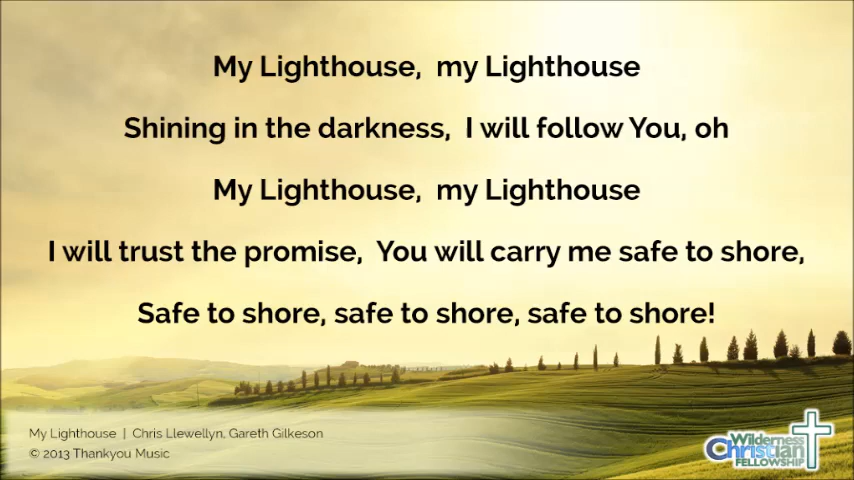 My Lighthouse, my Lighthouse
Shining in the darkness, I will follow You, oh
My Lighthouse, my Lighthouse
I will trust the promise, You will carry me safe to shore,
Safe to shore, safe to shore, safe to shore!
My Lighthouse | Chris Llewellyn, Gareth Gilkeson
© 2013 Thankyou Music
Wilderness
Christian
FELLOWSHIP